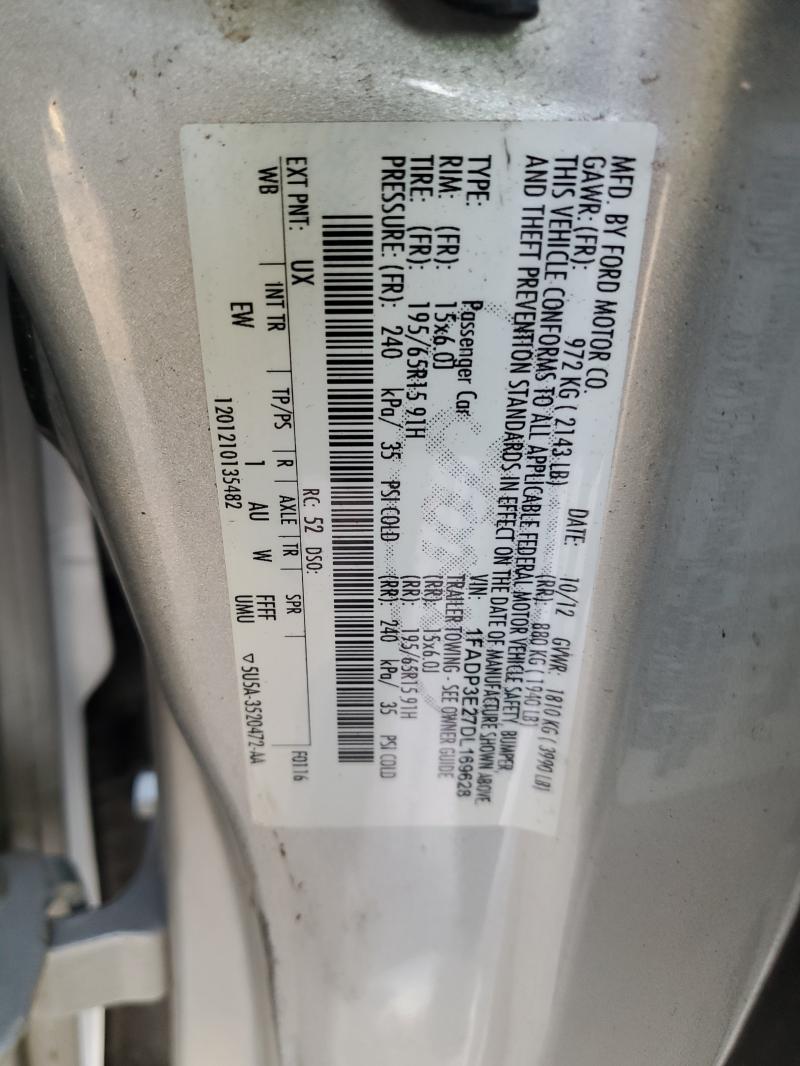 MFD. BY FORD MOTOR CO. DATE: 10/12 GVWR: 1810 KG ( 3990 LB)
GAWR: (FR): 972 KG ( 2143 LB) (RR): 880 KG ( 1940 LB)
THIS VEHICLE CONFORMS TO ALL APPLICABLE FEDERAL MOTOR VEHICLE SAFETY, BUMPER,
AND THEFT PREVENTION STANDARDS IN EFFECT ON THE DATE OF MANUFACTURE SHOWN ABOVE.
VIN: 1FADP3E27DL169628
TYPE: Passenger Car TRAILER TOWING - SEE OWNER GUIDE
RIM: (FR): 15x6.0J (RR): 15x6.0J
TIRE: (FR): 195/65R15 91H (RR): 195/65R15 91H
PRESSURE: (FR): 240 kPa/ 35 PSI COLD (RR): 240 kPa/ 35 PSI COLD
EXT PNT: UX RC: 52 DSO: F0116
WB INT TR TP/PS R AXLE TR SPR
EW 1 AU W FFFF
1201210135482 UMU ▽ 5U5A-3520472-AA